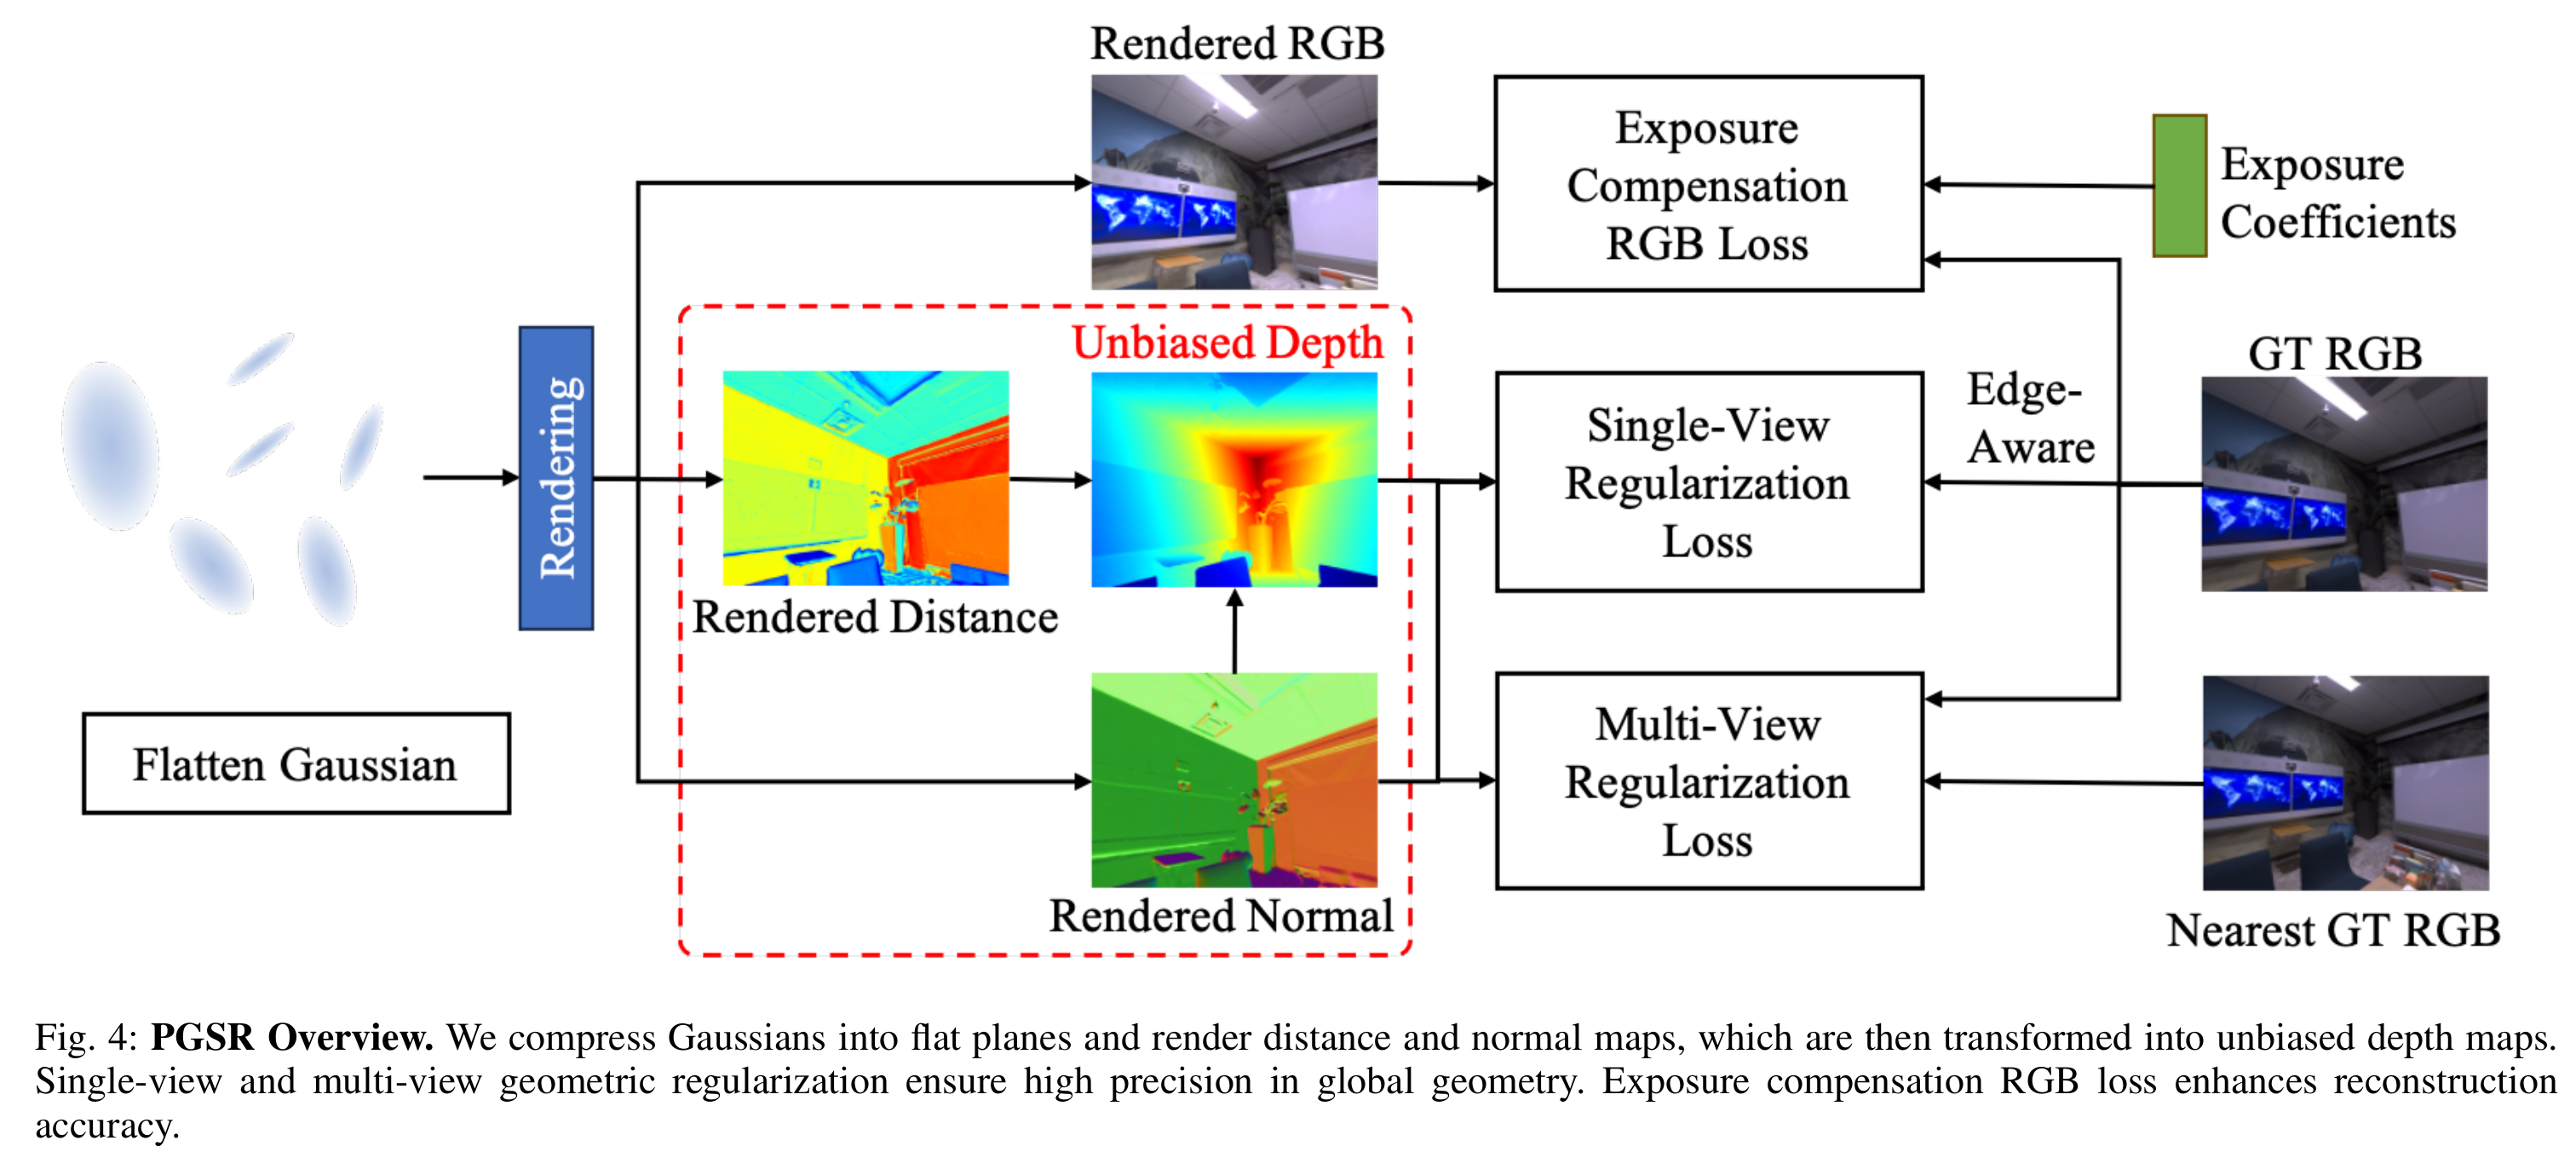 Rendered RGB
Exposure
Compensation
RGB Loss
Exposure
Coefficients
Unbiased Depth
Rendering
Rendered Distance
Single-View
Regularization
Loss
Edge-
Aware
GT RGB
Flatten Gaussian
Rendered Normal
Multi-View
Regularization
Loss
Nearest GT RGB
Fig. 4: PGSR Overview. We compress Gaussians into flat planes and render distance and normal maps, which are then transformed into unbiased depth maps.
Single-view and multi-view geometric regularization ensure high precision in global geometry. Exposure compensation RGB loss enhances reconstruction
accuracy.